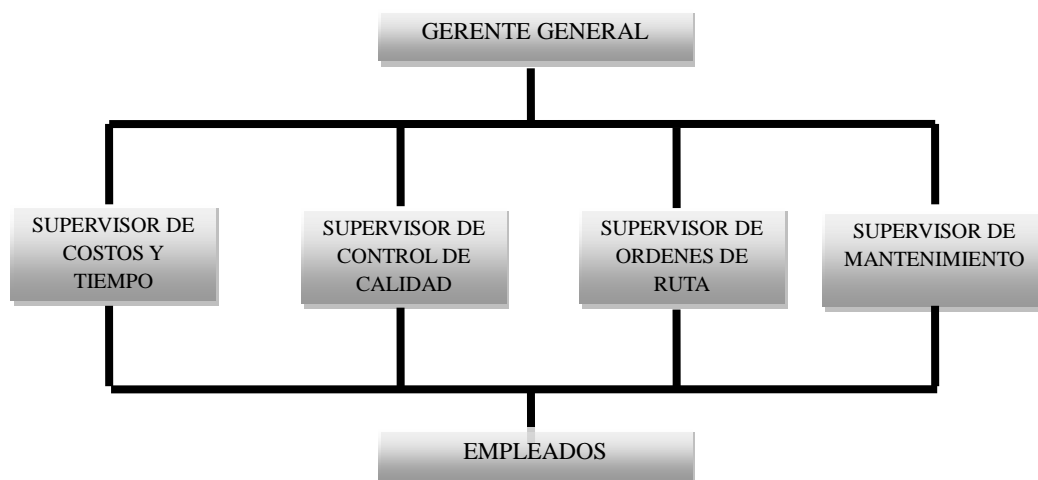 GERENTE GENERAL
SUPERVISOR DE
COSTOS Y
TIEMPO
SUPERVISOR DE
CONTROL DE
CALIDAD
SUPERVISOR DE
ORDENES DE
RUTA
SUPERVISOR DE
MANTENIMIENTO
EMPLEADOS